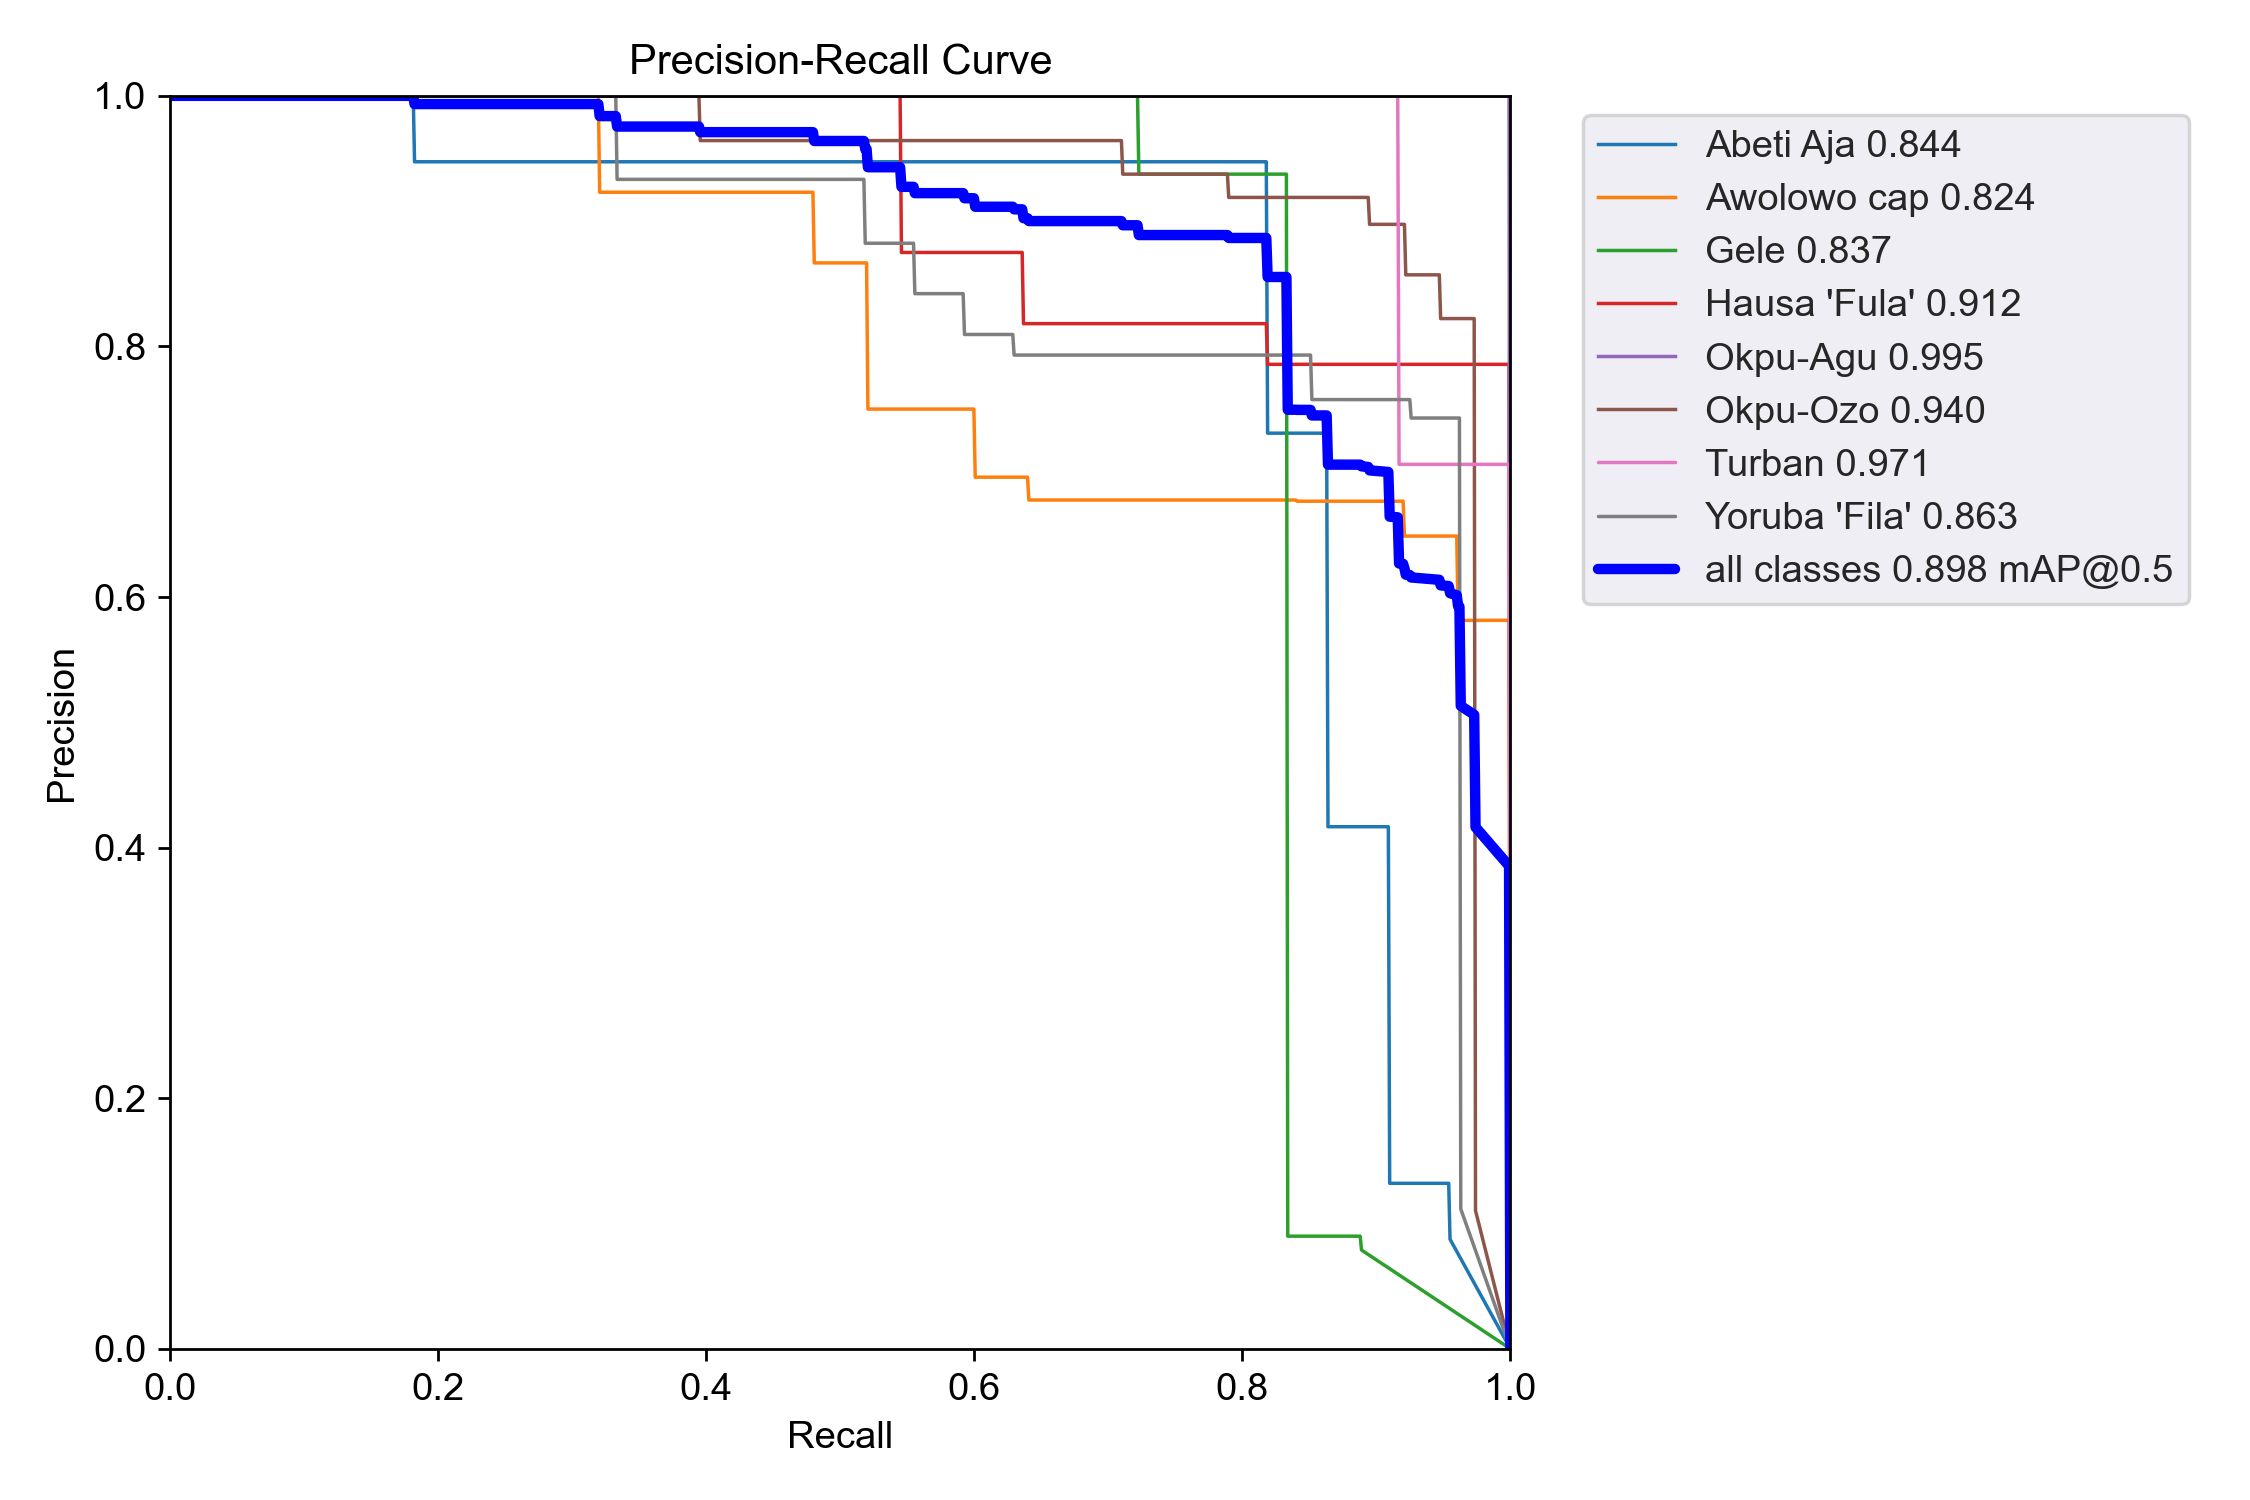 Precision-Recall Curve
1.0
0.8
0.6
0.4
0.2
0.0
Precision
0.0 0.2 0.4 0.6 0.8 1.0
Recall
Abeti Aja 0.844
Awolowo cap 0.824
Gele 0.837
Hausa 'Fula' 0.912
Okpu-Agu 0.995
Okpu-Ozo 0.940
Turban 0.971
Yoruba 'Fila' 0.863
all classes 0.898 mAP@0.5